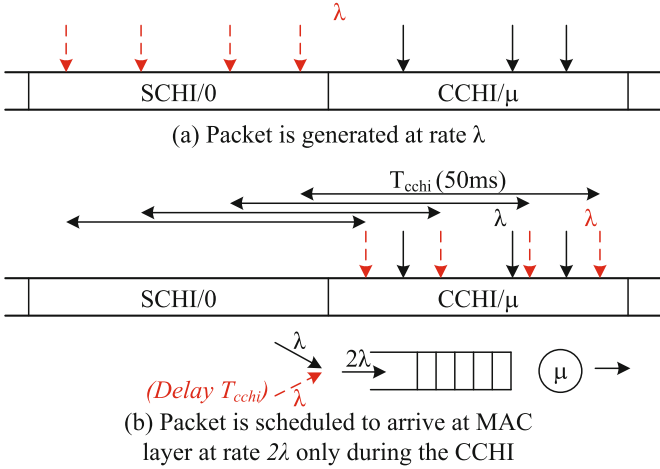 λ
SCHI/0 CCHI/μ
(a) Packet is generated at rate λ
T_cchi (50ms)
λ λ
SCHI/0 CCHI/μ
λ
2λ
(Delay T_cchi) λ
μ
(b) Packet is scheduled to arrive at MAC
layer at rate 2λ only during the CCHI